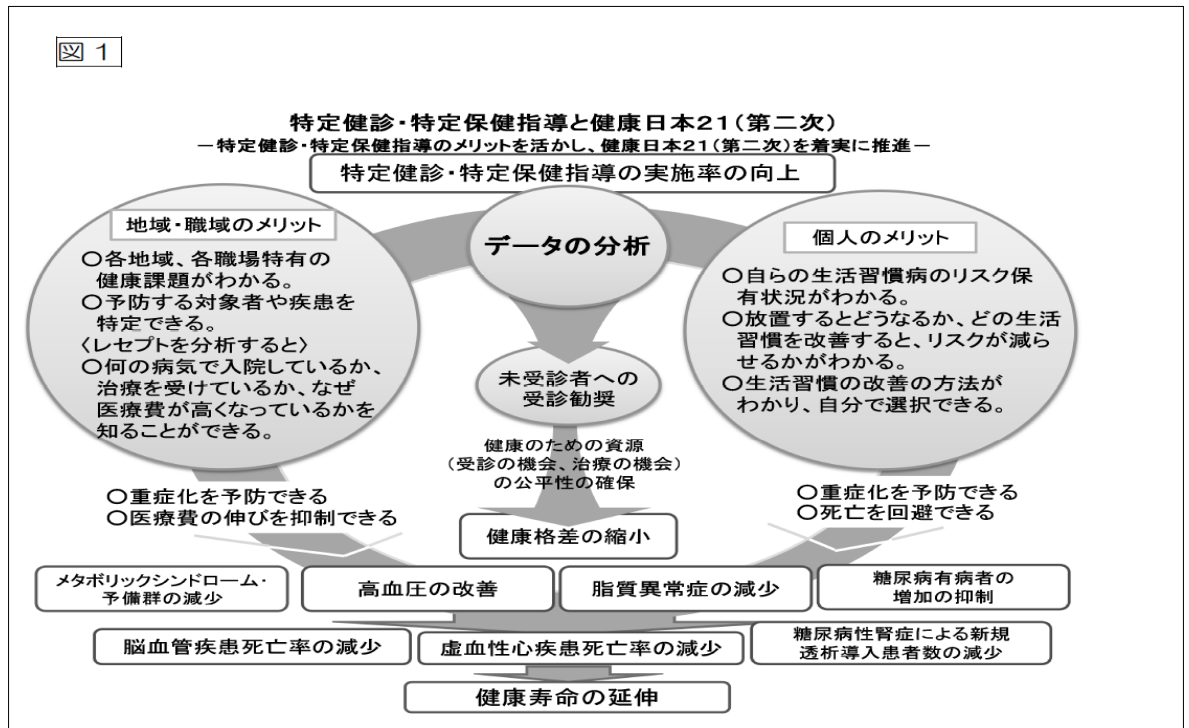 図 1
特定健診・特定保健指導と健康日本21（第二次）
－特定健診・特定保健指導のメリットを活かし、健康日本21（第二次）を着実に推進－
特定健診・特定保健指導の実施率の向上
地域・職域のメリット
○各地域、各職場特有の
健康課題がわかる。
○予防する対象者や疾患を
特定できる。
〈レセプトを分析すると〉
○何の病気で入院しているか、
治療を受けているか、なぜ
医療費が高くなっているかを
知ることができる。
○重症化を予防できる
○医療費の伸びを抑制できる
データの分析
未受診者への
受診勧奨
健康のための資源
（受診の機会、治療の機会）
の公平性の確保
健康格差の縮小
個人のメリット
○自らの生活習慣病のリスク保
有状況がわかる。
○放置するとどうなるか、どの生活
習慣を改善すると、リスクが減ら
せるかがわかる。
○生活習慣の改善の方法が
わかり、自分で選択できる。
○重症化を予防できる
○死亡を回避できる
メタボリックシンドローム・
予備群の減少
高血圧の改善
脂質異常症の減少
糖尿病有病者の
増加の抑制
脳血管疾患死亡率の減少
虚血性心疾患死亡率の減少
糖尿病性腎症による新規
透析導入患者数の減少
健康寿命の延伸